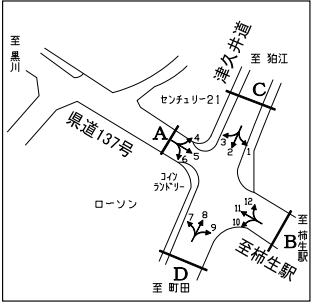 至 黒川
津久井道
至 狛江
センチュリー21
C
県道137号
A
4
5
6
3
2
1
コイン
ランドリー
ローソン
7
8
9
12
11
10
至 柿生駅
B
至柿生駅
D
至 町田